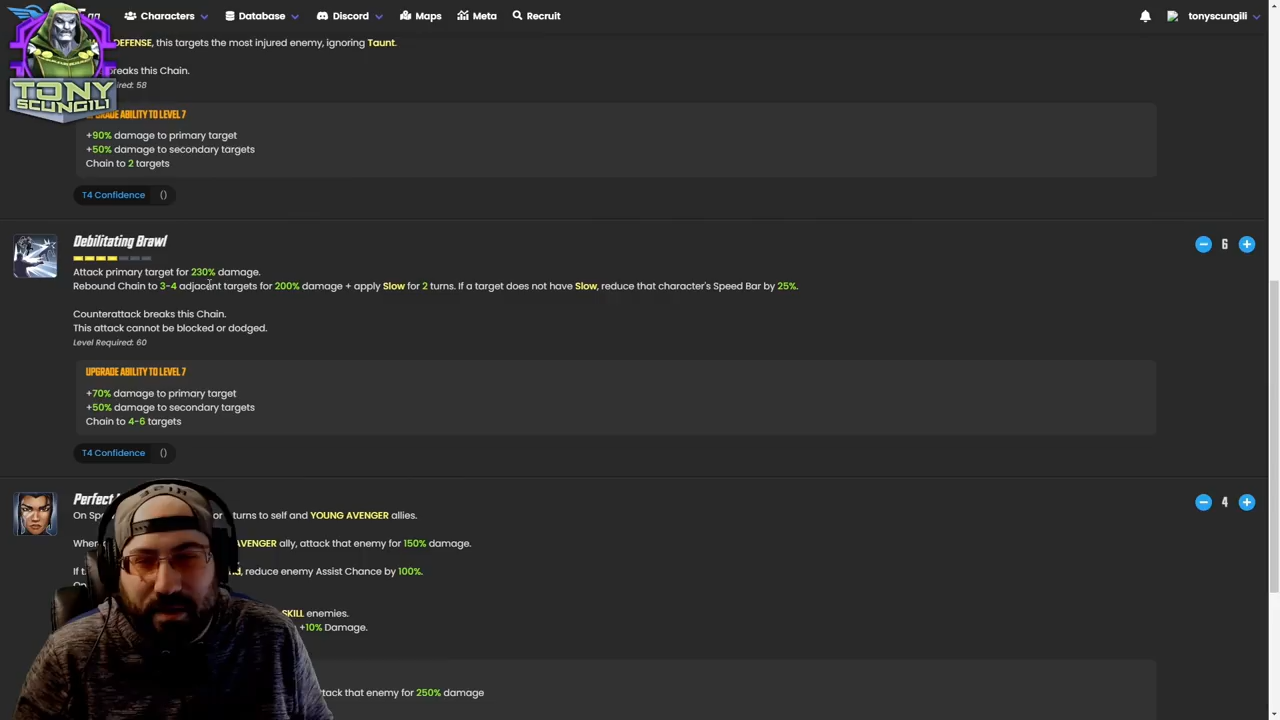 Characters
Database
Discord
Maps
Meta
Recruit
tonyscungili
TONY
SCUNGILI
DEFENSE, this targets the most injured enemy, ignoring Taunt.
breaks this Chain.
ired: 58
UPGRADE ABILITY TO LEVEL 7
+90% damage to primary target
+50% damage to secondary targets
Chain to 2 targets
T4 Confidence ()
Debilitating Brawl
6
Attack primary target for 230% damage.
Rebound Chain to 3-4 adjacent targets for 200% damage + apply Slow for 2 turns. If a target does not have Slow, reduce that character's Speed Bar by 25%.
Counterattack breaks this Chain.
This attack cannot be blocked or dodged.
Level Required: 60
UPGRADE ABILITY TO LEVEL 7
+70% damage to primary target
+50% damage to secondary targets
Chain to 4-6 targets
T4 Confidence ()
Perfect
4
On Sp turns to self and YOUNG AVENGER allies.
When AVENGER ally, attack that enemy for 150% damage.
If t reduce enemy Assist Chance by 100%.
On
SKILL enemies.
+10% Damage.
tack that enemy for 250% damage